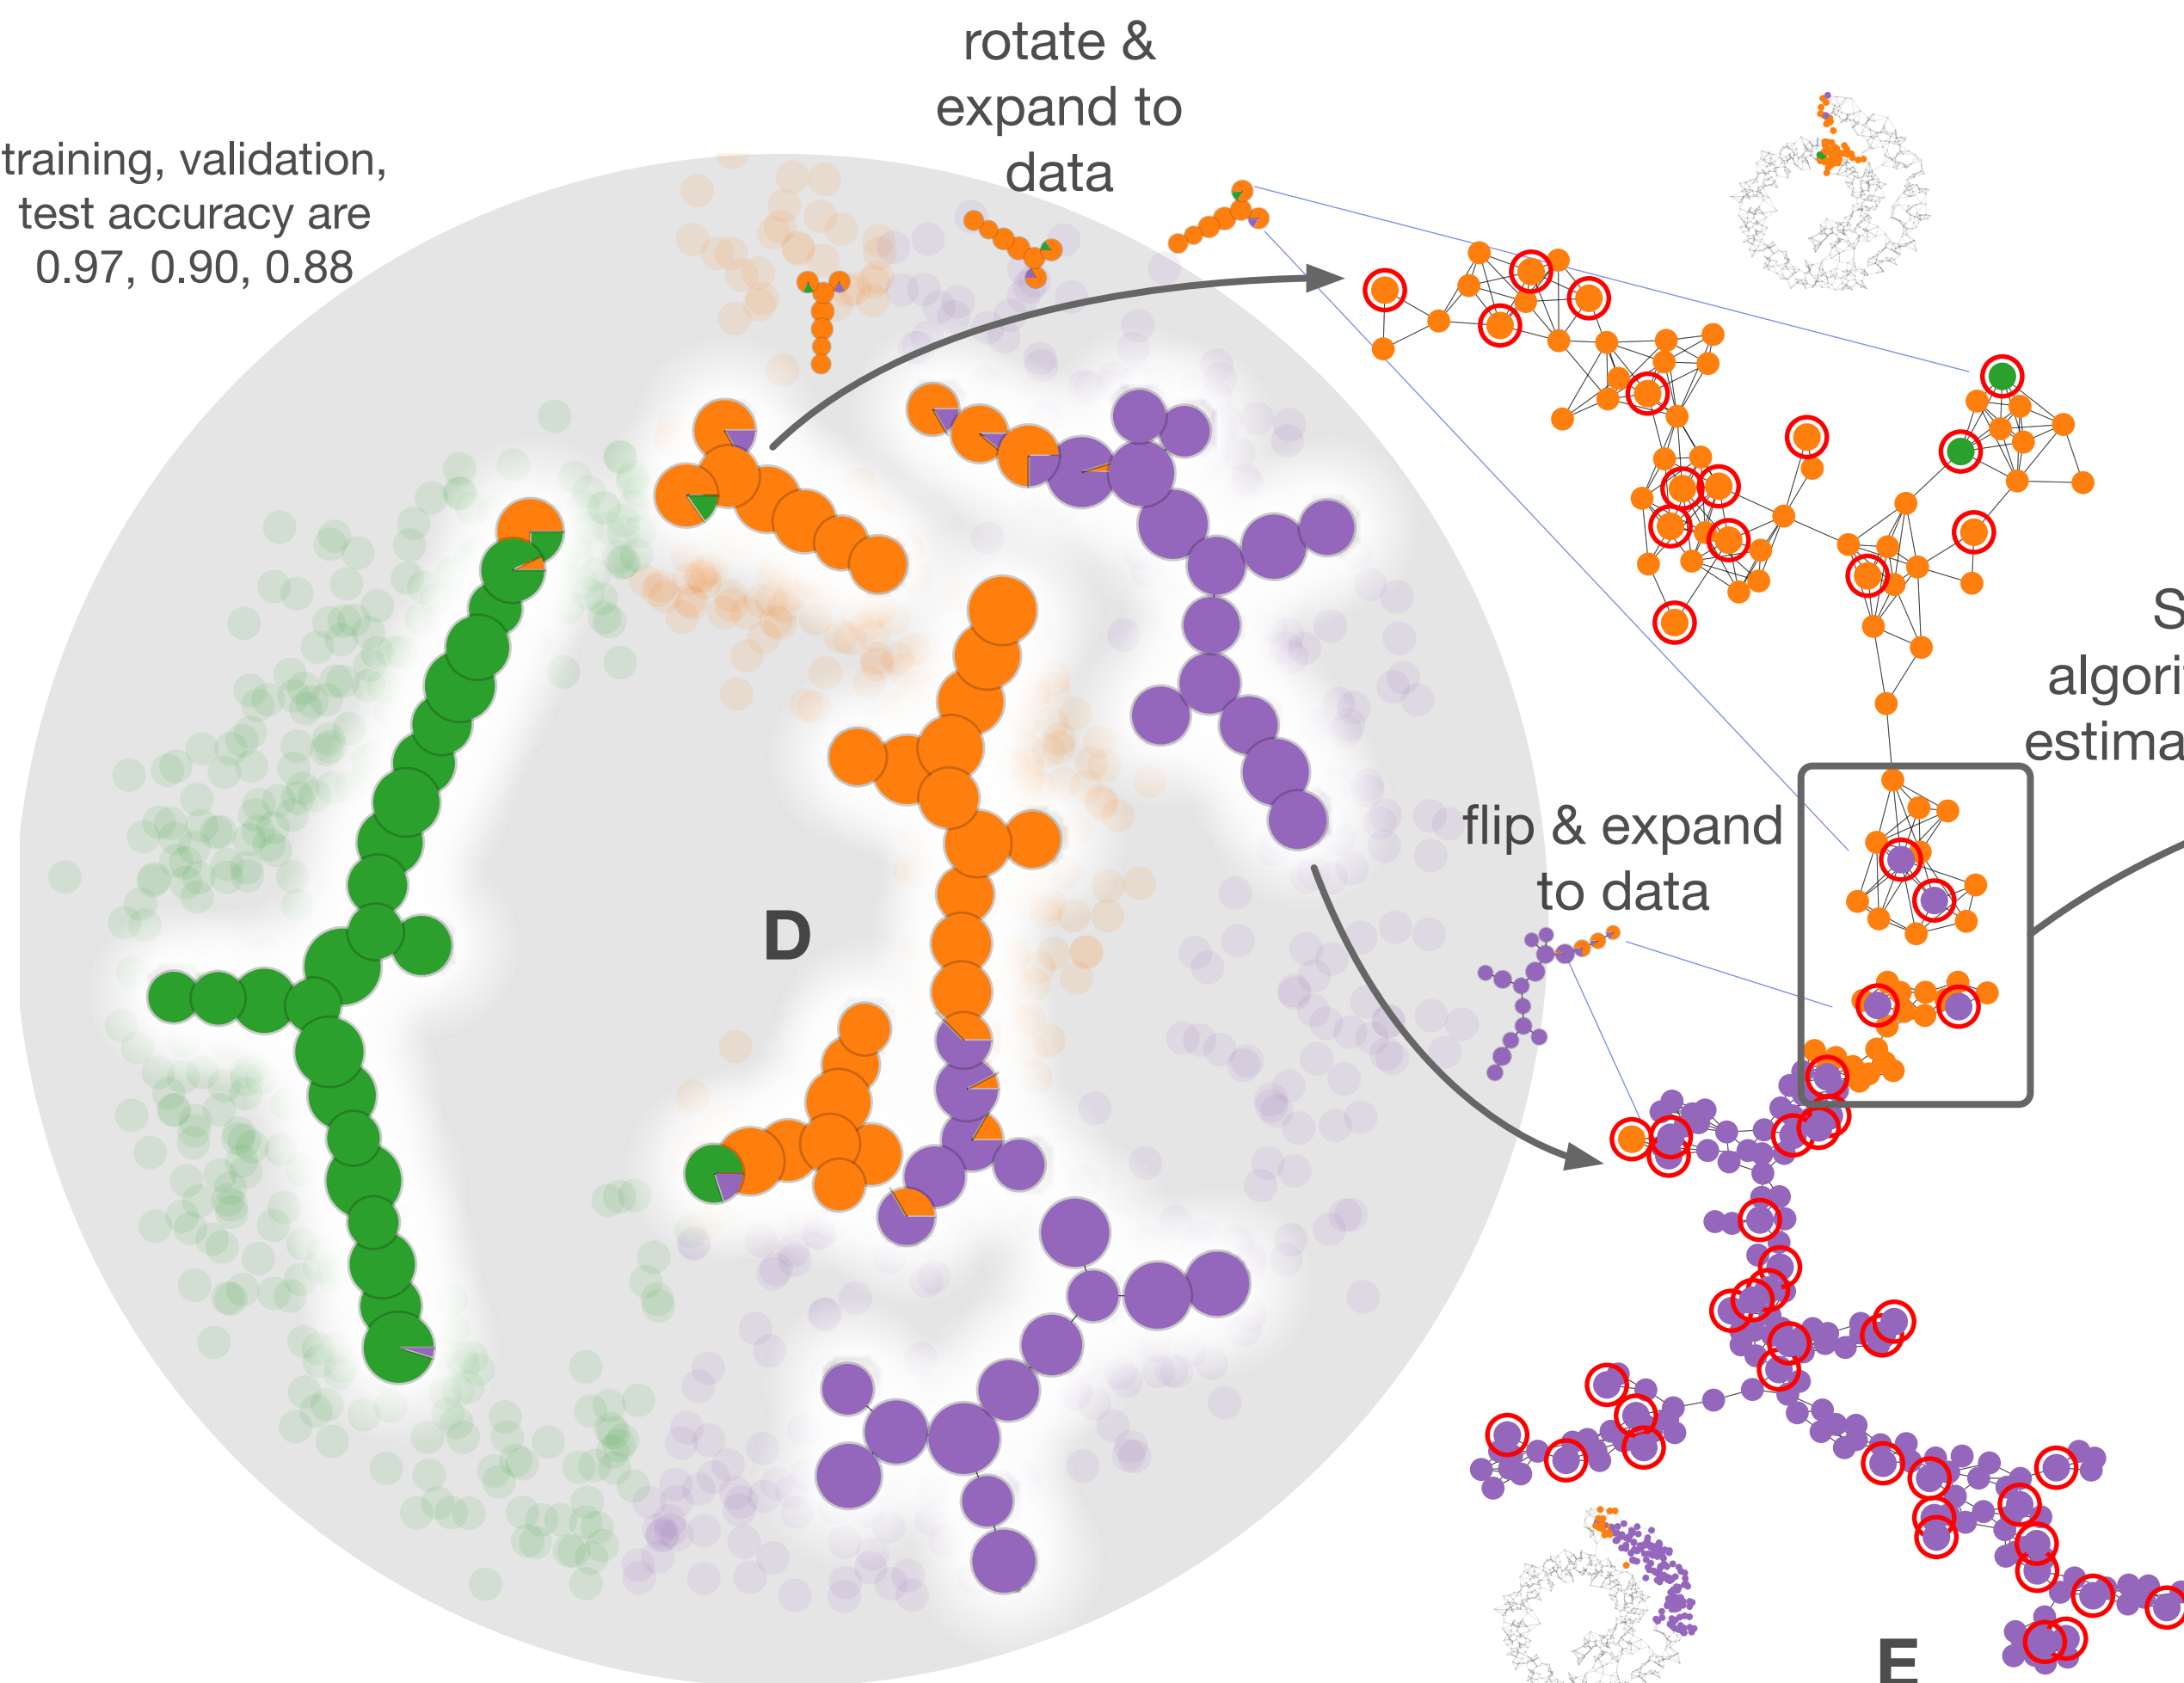 training, validation,
test accuracy are
0.97, 0.90, 0.88
rotate &
expand to
data
D
flip & expand
to data
E